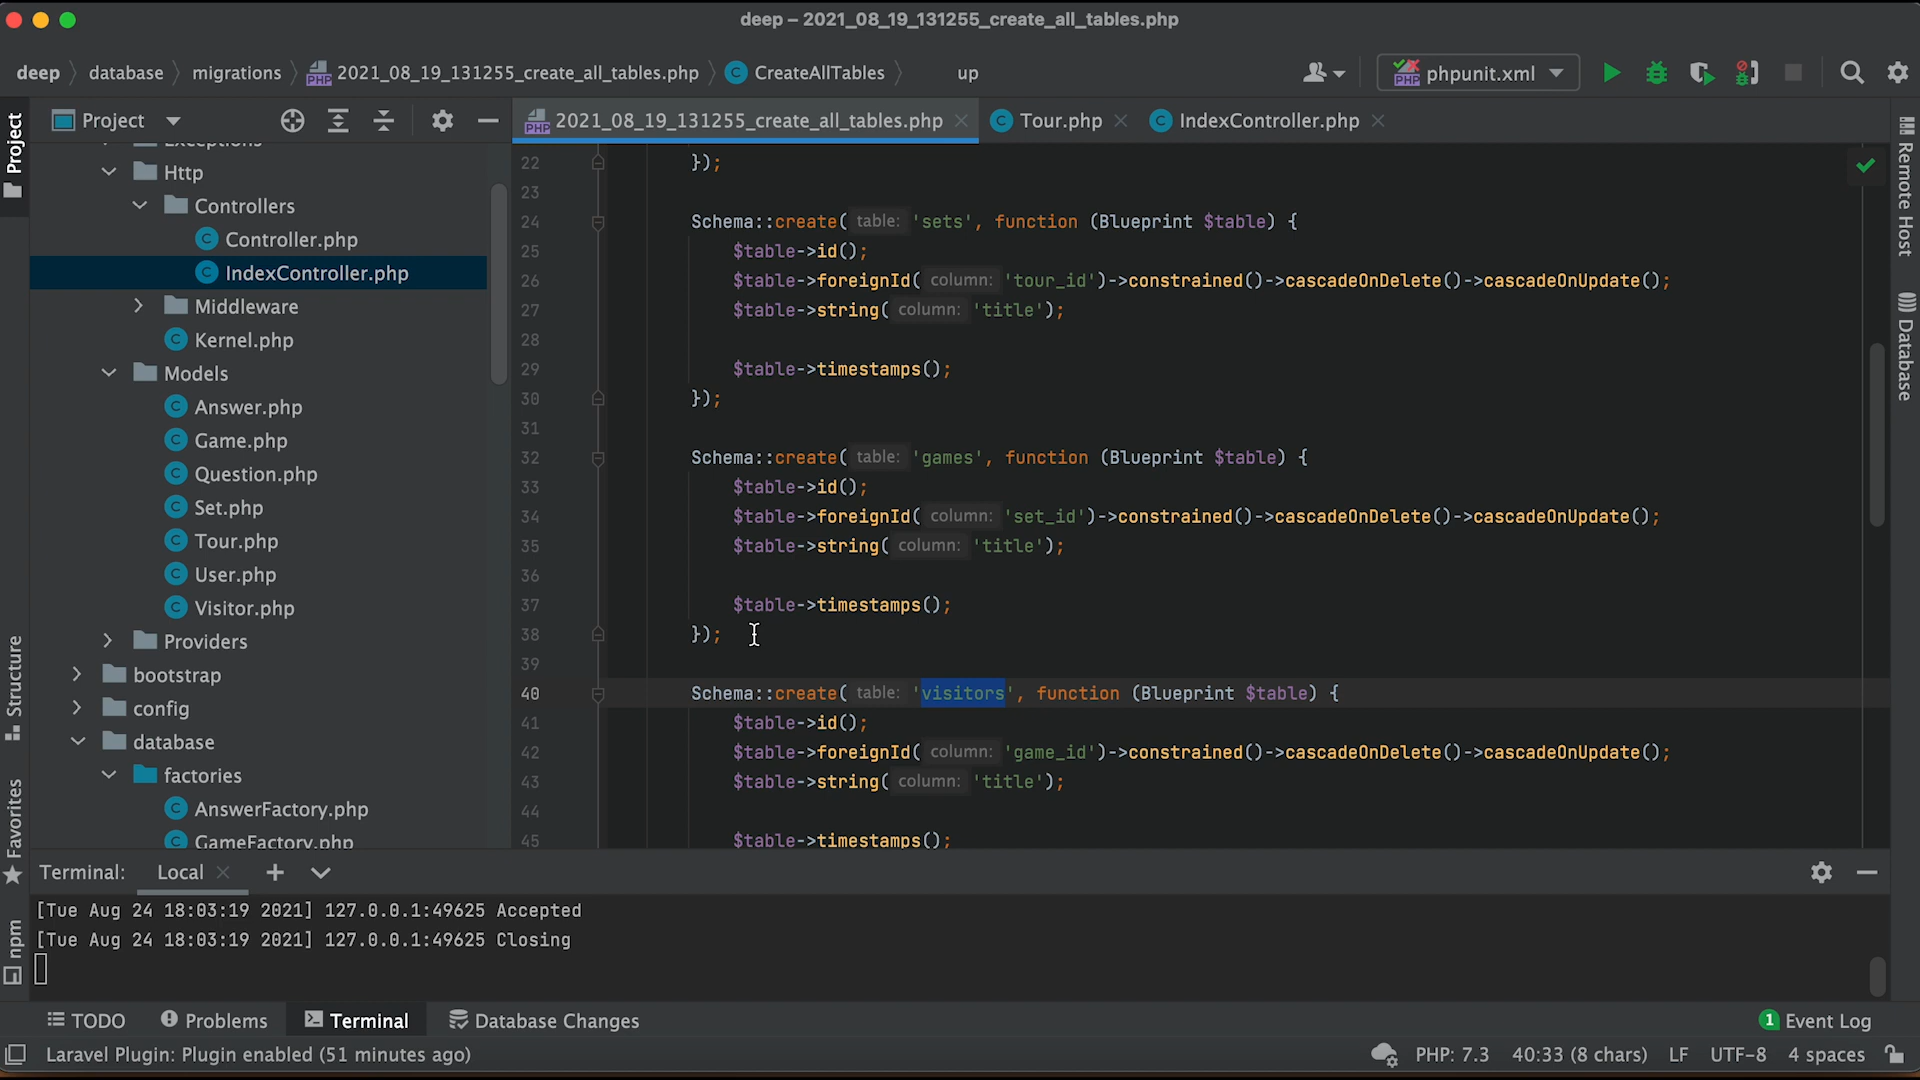 deep – 2021_08_19_131255_create_all_tables.php
deep database migrations 2021_08_19_131255_create_all_tables.php CreateAllTables up
phpunit.xml
Project
2021_08_19_131255_create_all_tables.php Tour.php IndexController.php
Project
Structure
Favorites
npm
Exceptions
Http
Controllers
Controller.php
IndexController.php
Middleware
Kernel.php
Models
Answer.php
Game.php
Question.php
Set.php
Tour.php
User.php
Visitor.php
Providers
bootstrap
config
database
factories
AnswerFactory.php
GameFactory.php
22 });
23
24 Schema::create( table: 'sets', function (Blueprint $table) {
25 $table->id();
26 $table->foreignId( column: 'tour_id')->constrained()->cascadeOnDelete()->cascadeOnUpdate();
27 $table->string( column: 'title');
28
29 $table->timestamps();
30 });
31
32 Schema::create( table: 'games', function (Blueprint $table) {
33 $table->id();
34 $table->foreignId( column: 'set_id')->constrained()->cascadeOnDelete()->cascadeOnUpdate();
35 $table->string( column: 'title');
36
37 $table->timestamps();
38 });
39
40 Schema::create( table: 'visitors', function (Blueprint $table) {
41 $table->id();
42 $table->foreignId( column: 'game_id')->constrained()->cascadeOnDelete()->cascadeOnUpdate();
43 $table->string( column: 'title');
44
45 $table->timestamps();
Remote Host
Database
Terminal: Local
[Tue Aug 24 18:03:19 2021] 127.0.0.1:49625 Accepted
[Tue Aug 24 18:03:19 2021] 127.0.0.1:49625 Closing
TODO Problems Terminal Database Changes 1 Event Log
Laravel Plugin: Plugin enabled (51 minutes ago) PHP: 7.3 40:33 (8 chars) LF UTF-8 4 spaces